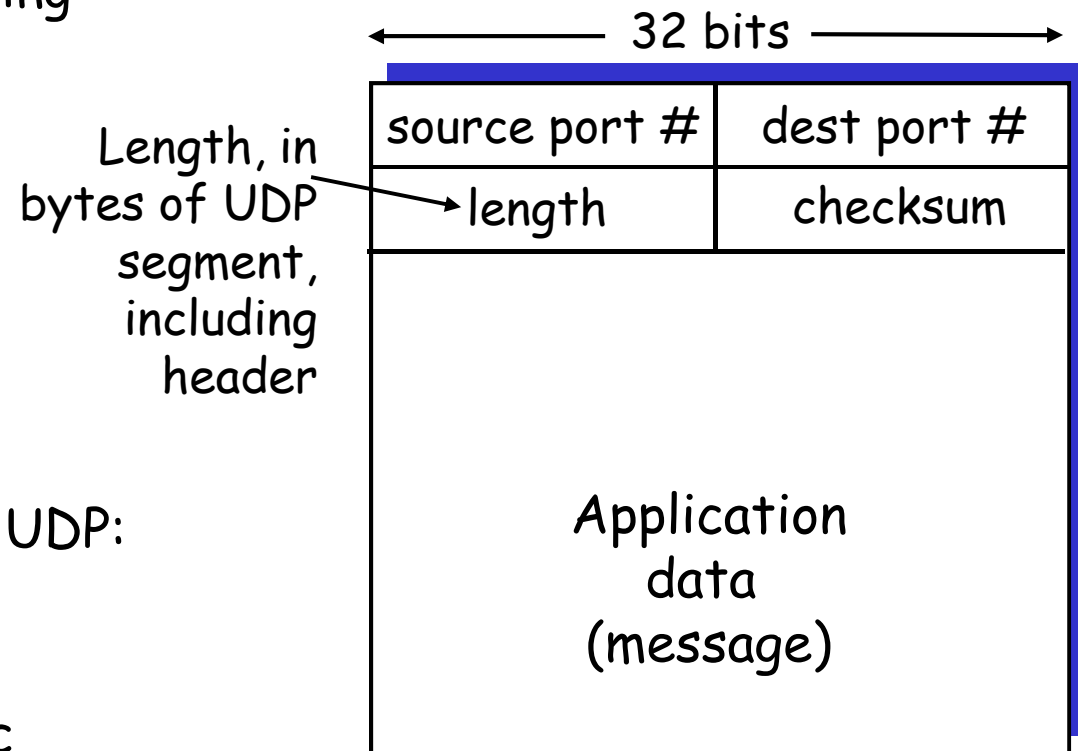 32 bits
source port # dest port #
Length, in
bytes of UDP
segment,
including
header
length checksum
UDP:
Application
data
(message)